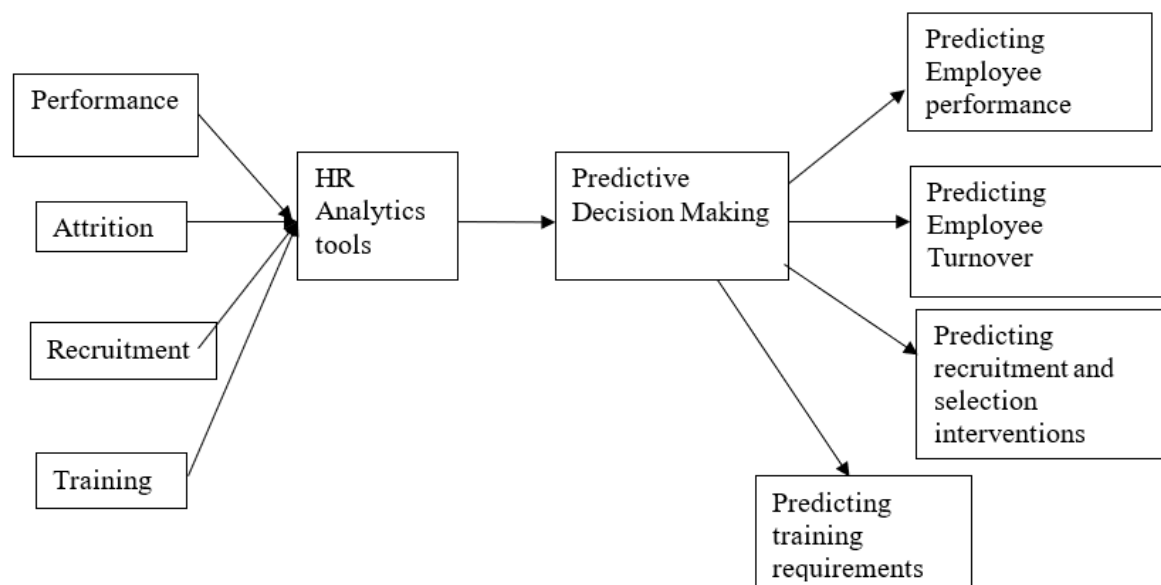 Performance
Attrition
Recruitment
Training
HR
Analytics
tools
Predictive
Decision Making
Predicting
Employee
performance
Predicting
Employee
Turnover
Predicting
recruitment and
selection
interventions
Predicting
training
requirements